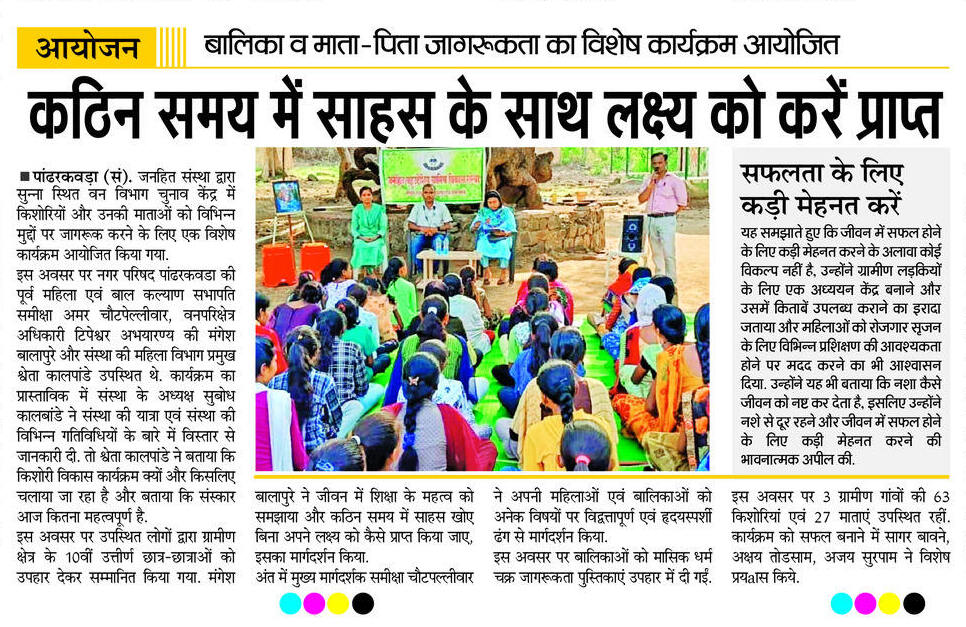 आयोजन
बालिका व माता-पिता जागरूकता का विशेष कार्यक्रम आयोजित
कठिन समय में साहस के साथ लक्ष्य को करें प्राप्त
■ पांढरकवड़ा (सं). जनहित संस्था द्वारा
सुन्ना स्थित वन विभाग चुनाव केंद्र में
किशोरियों और उनकी माताओं को विभिन्न
मुद्दों पर जागरूक करने के लिए एक विशेष
कार्यक्रम आयोजित किया गया.
इस अवसर पर नगर परिषद पांढरकवडा की
पूर्व महिला एवं बाल कल्याण सभापति
समीक्षा अमर चौटपेल्लीवार, वनपरिक्षेत्र
अधिकारी टिपेश्वर अभयारण्य की मंगेश
बालापुरे और संस्था की महिला विभाग प्रमुख
श्वेता कालपांडे उपस्थित थे. कार्यक्रम का
प्रास्ताविक में संस्था के अध्यक्ष सुबोध
कालबांडे ने संस्था की यात्रा एवं संस्था की
विभिन्न गतिविधियों के बारे में विस्तार से
जानकारी दी. तो श्वेता कालपांडे ने बताया कि
किशोरी विकास कार्यक्रम क्यों और किसलिए
चलाया जा रहा है और बताया कि संस्कार
आज कितना महत्वपूर्ण है.
इस अवसर पर उपस्थित लोगों द्वारा ग्रामीण
क्षेत्र के 10वीं उत्तीर्ण छात्र-छात्राओं को
उपहार देकर सम्मानित किया गया. मंगेश
बालापुरे ने जीवन में शिक्षा के महत्व को
समझाया और कठिन समय में साहस खोए
बिना अपने लक्ष्य को कैसे प्राप्त किया जाए,
इसका मार्गदर्शन किया.
अंत में मुख्य मार्गदर्शक समीक्षा चौटपल्लीवार
ने अपनी महिलाओं एवं बालिकाओं को
अनेक विषयों पर विद्वत्तापूर्ण एवं हृदयस्पर्शी
ढंग से मार्गदर्शन किया.
इस अवसर पर बालिकाओं को मासिक धर्म
चक्र जागरूकता पुस्तिकाएं उपहार में दी गईं.
इस अवसर पर 3 ग्रामीण गांवों की 63
किशोरियां एवं 27 माताएं उपस्थित रहीं.
कार्यक्रम को सफल बनाने में सागर बावने,
अक्षय तोडसाम, अजय सुरपाम ने विशेष
प्रयaास किये.
सफलता के लिए
कड़ी मेहनत करें
यह समझाते हुए कि जीवन में सफल होने
के लिए कड़ी मेहनत करने के अलावा कोई
विकल्प नहीं है, उन्होंने ग्रामीण लड़कियों
के लिए एक अध्ययन केंद्र बनाने और
उसमें किताबें उपलब्ध कराने का इरादा
जताया और महिलाओं को रोजगार सृजन
के लिए विभिन्न प्रशिक्षण की आवश्यकता
होने पर मदद करने का भी आश्वासन
दिया. उन्होंने यह भी बताया कि नशा कैसे
जीवन को नष्ट कर देता है, इसलिए उन्होंने
नशे से दूर रहने और जीवन में सफल होने
के लिए कड़ी मेहनत करने की
भावनात्मक अपील की.